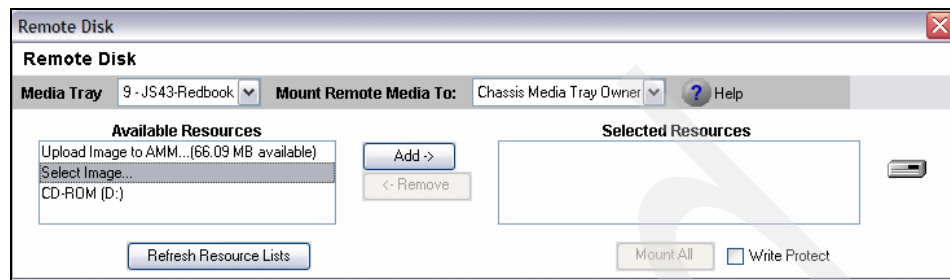 Remote Disk
Remote Disk
Media Tray 9 - JS43-Redbook Mount Remote Media To: Chassis Media Tray Owner ? Help
Available Resources Selected Resources
Upload Image to AMM...(66.09 MB available)
Select Image...
CD-ROM (D:)
Add ->
<- Remove
Refresh Resource Lists Mount All Write Protect